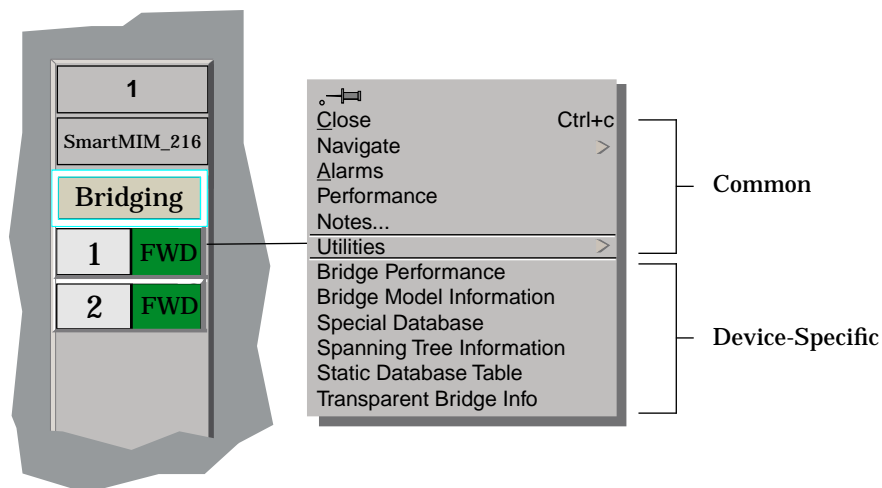 1
SmartMIM_216
Bridging
1 FWD
2 FWD
Close Ctrl+c
Navigate >
Alarms
Performance
Notes...
Utilities >
Bridge Performance
Bridge Model Information
Special Database
Spanning Tree Information
Static Database Table
Transparent Bridge Info
Common
Device-Specific